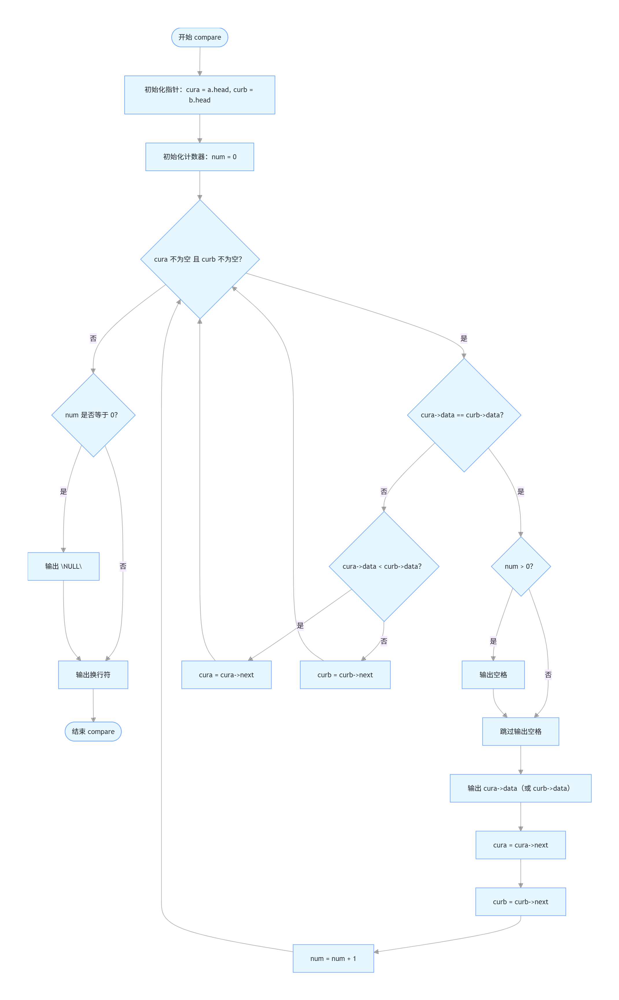 开始 compare
初始化指针：cura = a.head, curb =
b.head
初始化计数器：num = 0
cura 不为空 且 curb 不为空?
否
是
num 是否等于 0?
cura->data == curb->data?
是
否
是
输出 \NULL\
否
cura->data < curb->data?
num > 0?
是
否
是
输出换行符
cura = cura->next
curb = curb->next
输出空格
否
结束 compare
跳过输出空格
输出 cura->data（或 curb->data）
cura = cura->next
curb = curb->next
num = num + 1